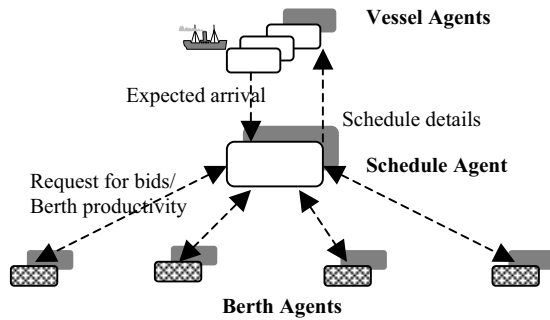 Vessel Agents
Expected arrival
Schedule details
Schedule Agent
Request for bids/
Berth productivity
Berth Agents